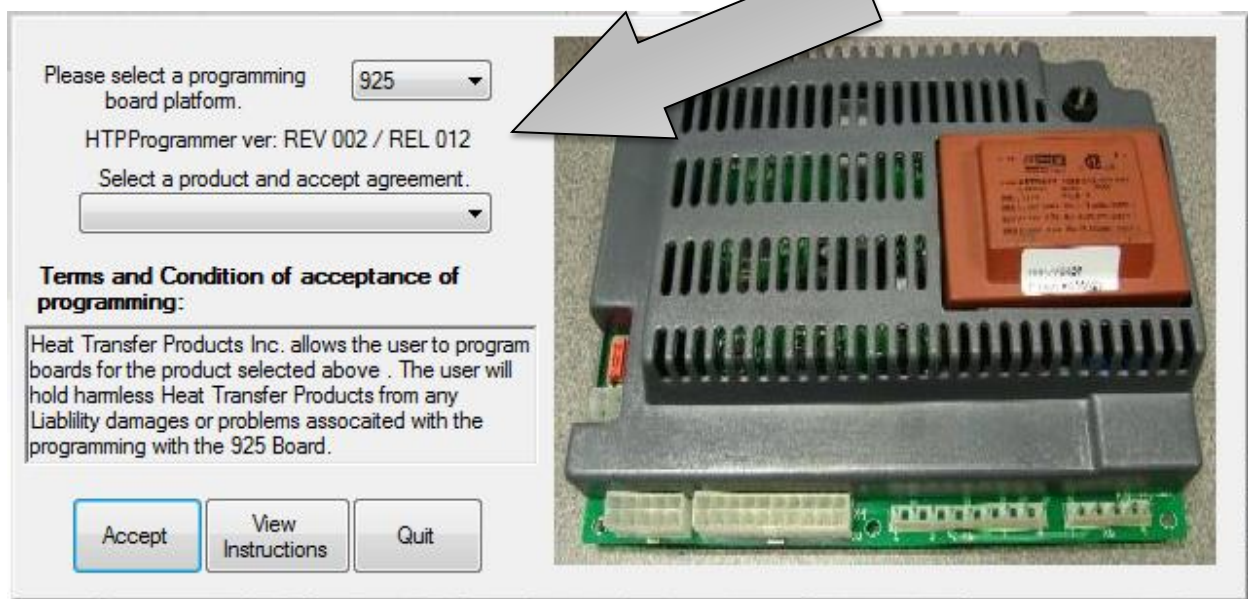 Please select a programming
board platform.
925
HTPProgrammer ver: REV 002 / REL 012
Select a product and accept agreement.
Terms and Condition of acceptance of
programming:
Heat Transfer Products Inc. allows the user to program
boards for the product selected above . The user will
hold harmless Heat Transfer Products from any
Liablility damages or problems assocaited with the
programming with the 925 Board.
Accept
View
Instructions
Quit